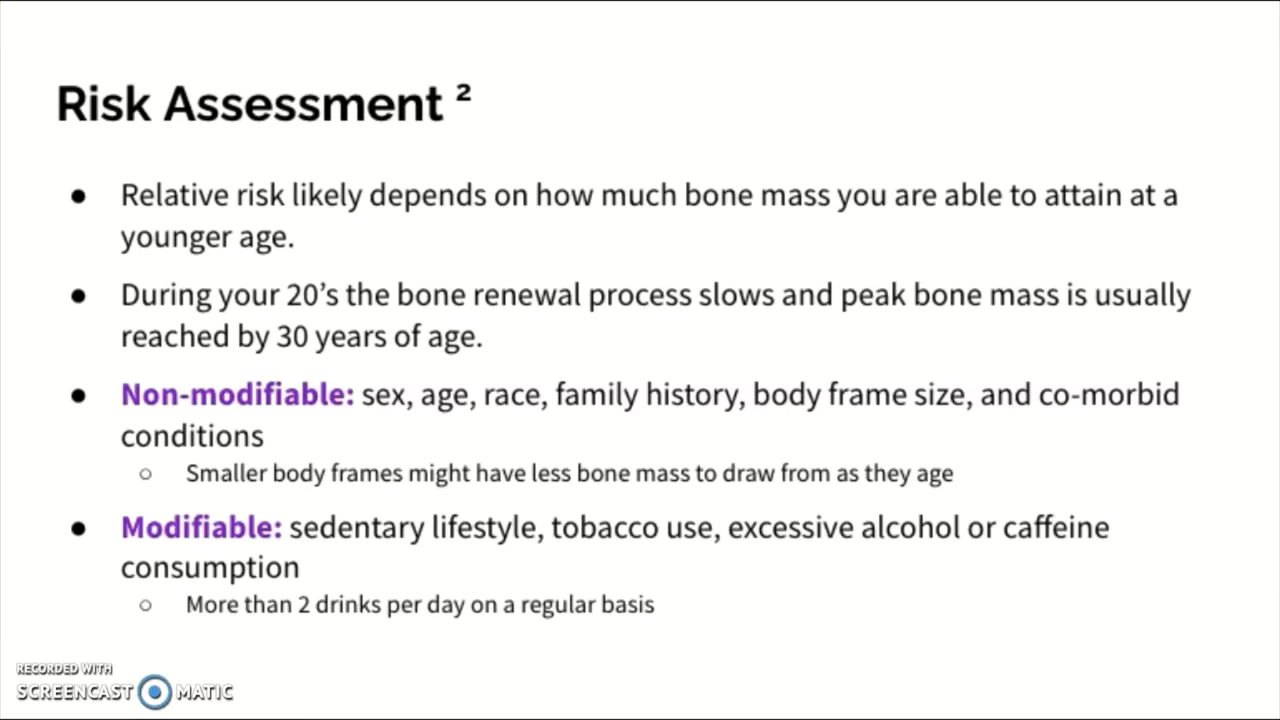 Risk Assessment ²
● Relative risk likely depends on how much bone mass you are able to attain at a
younger age.
● During your 20’s the bone renewal process slows and peak bone mass is usually
reached by 30 years of age.
● Non-modifiable: sex, age, race, family history, body frame size, and co-morbid
conditions
○ Smaller body frames might have less bone mass to draw from as they age
● Modifiable: sedentary lifestyle, tobacco use, excessive alcohol or caffeine
consumption
○ More than 2 drinks per day on a regular basis
RECORDED WITH
SCREENCAST MATIC